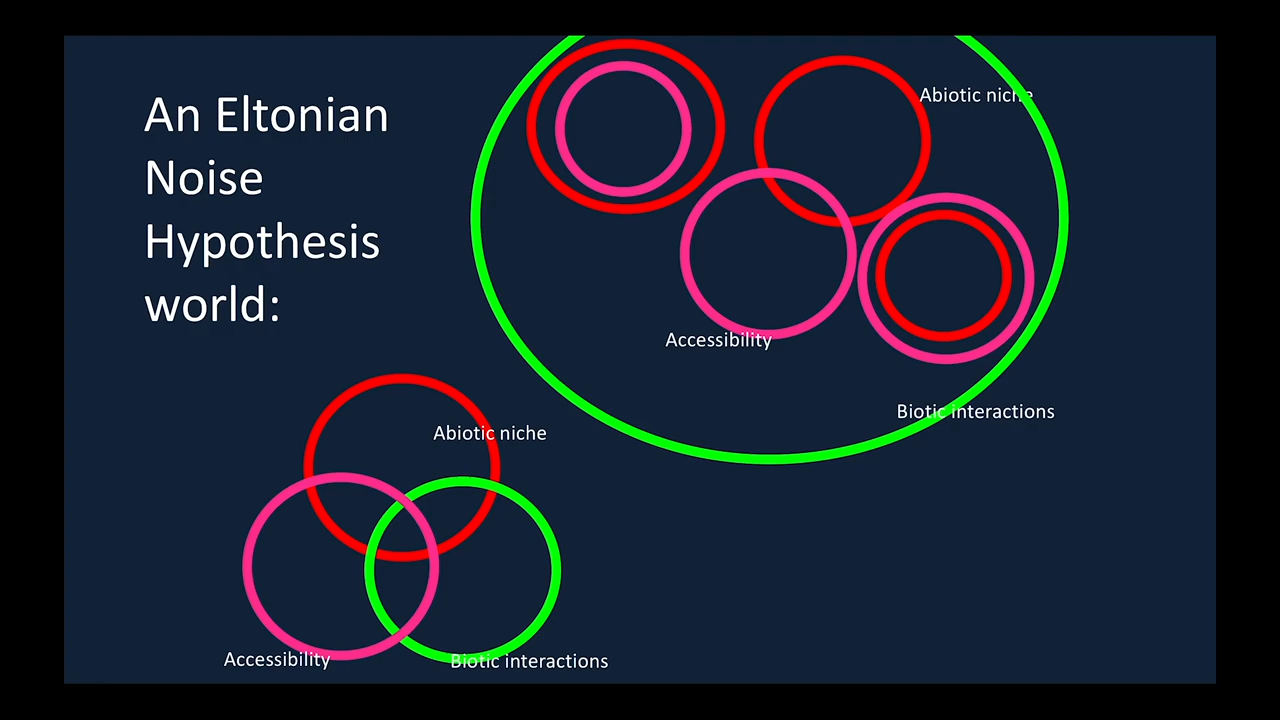 An Eltonian
Noise
Hypothesis
world:
Abiotic niche
Accessibility
Biotic interactions
Abiotic niche
Accessibility
Biotic interactions